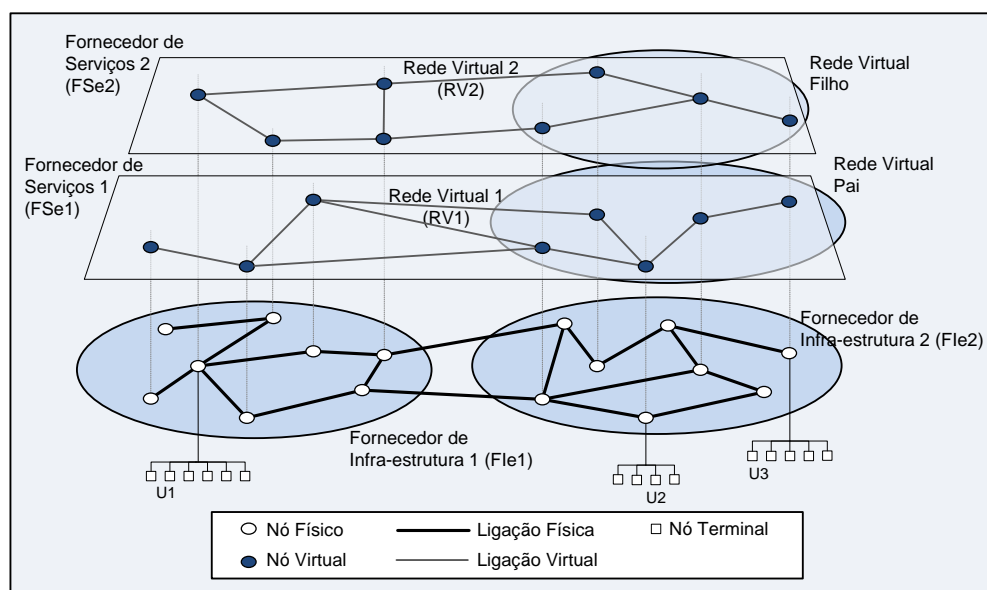 Fornecedor de
Serviços 2
(FSe2)
Rede Virtual 2
(RV2)
Rede Virtual
Filho
Fornecedor de
Serviços 1
(FSe1)
Rede Virtual 1
(RV1)
Rede Virtual
Pai
Fornecedor de
Infra-estrutura 2 (FIe2)
Fornecedor de
Infra-estrutura 1 (FIe1)
U1
U2
U3
Nó Físico
Ligação Física
Nó Terminal
Nó Virtual
Ligação Virtual